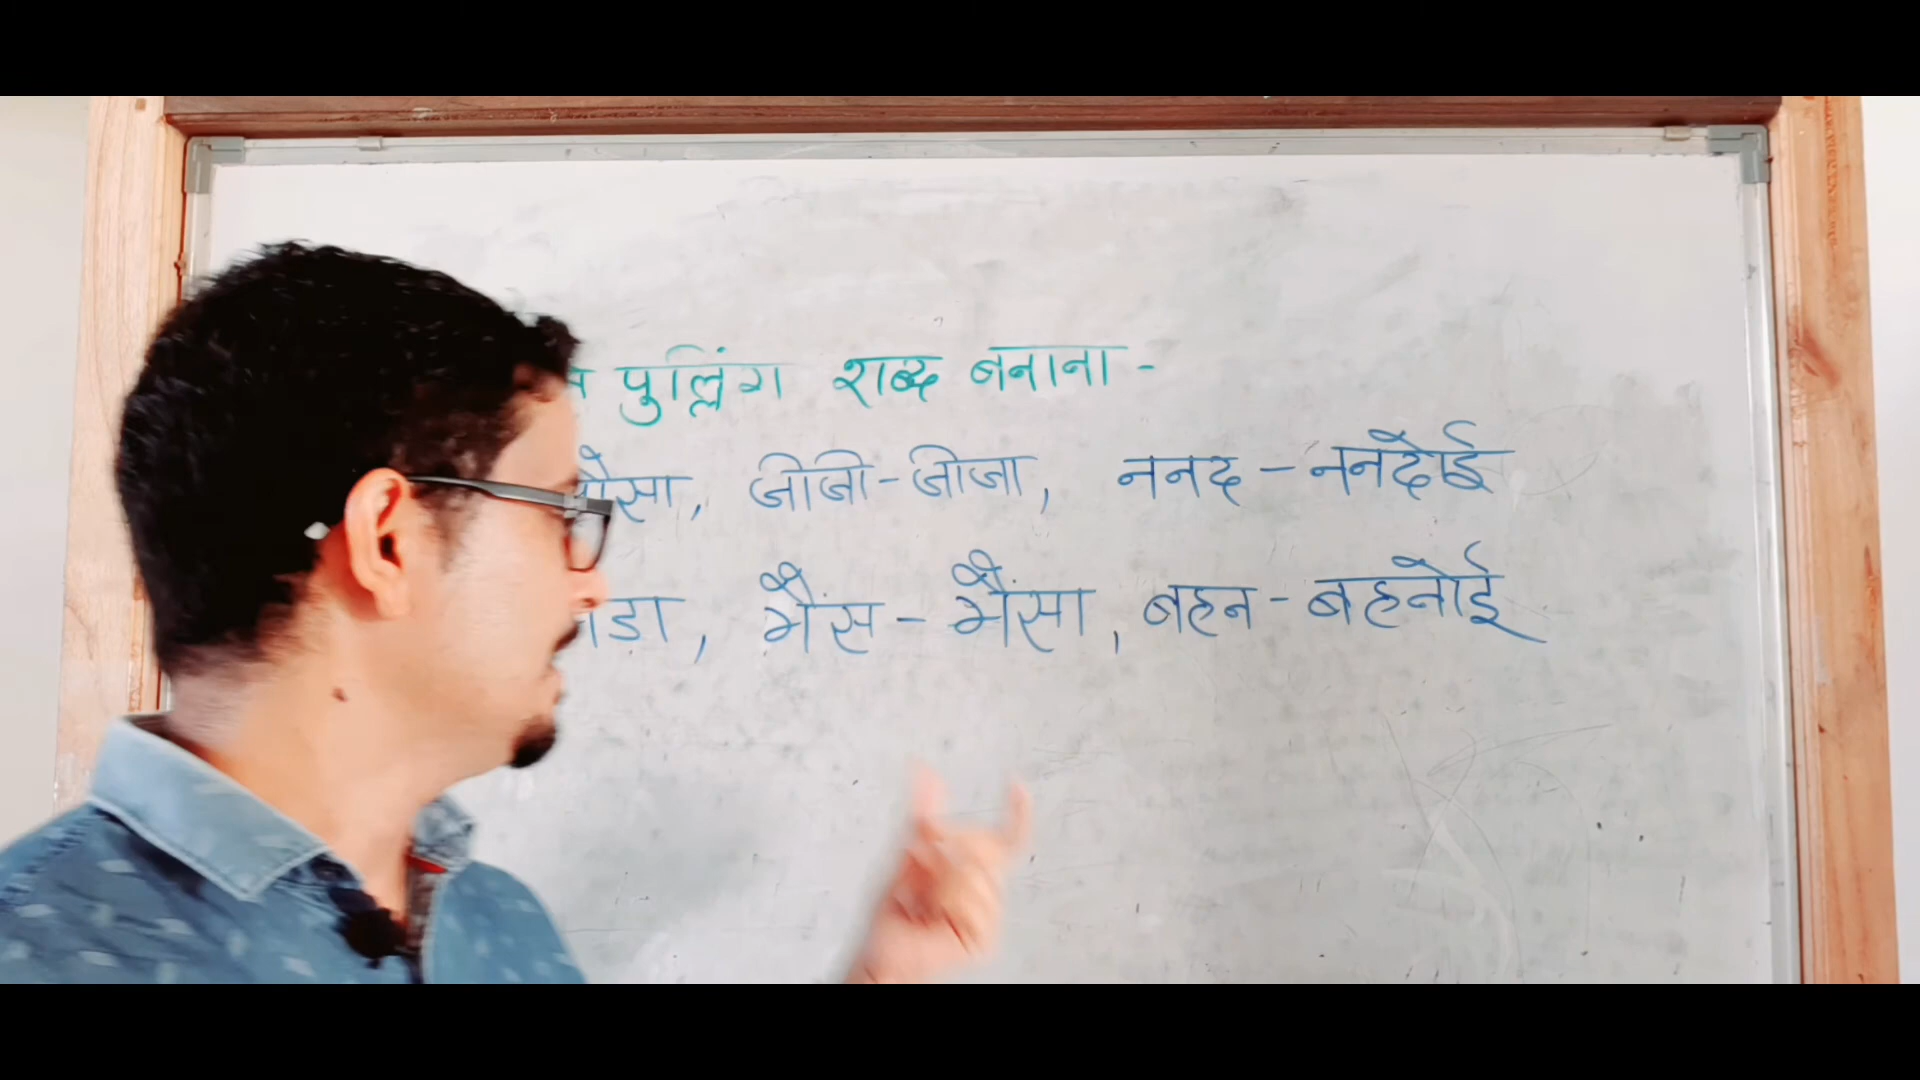 पुल्लिंग शब्द बनाना -
जीजी - जीजा, ननद - ननदोई
भैंस - भैंसा, बहन - बहनोई